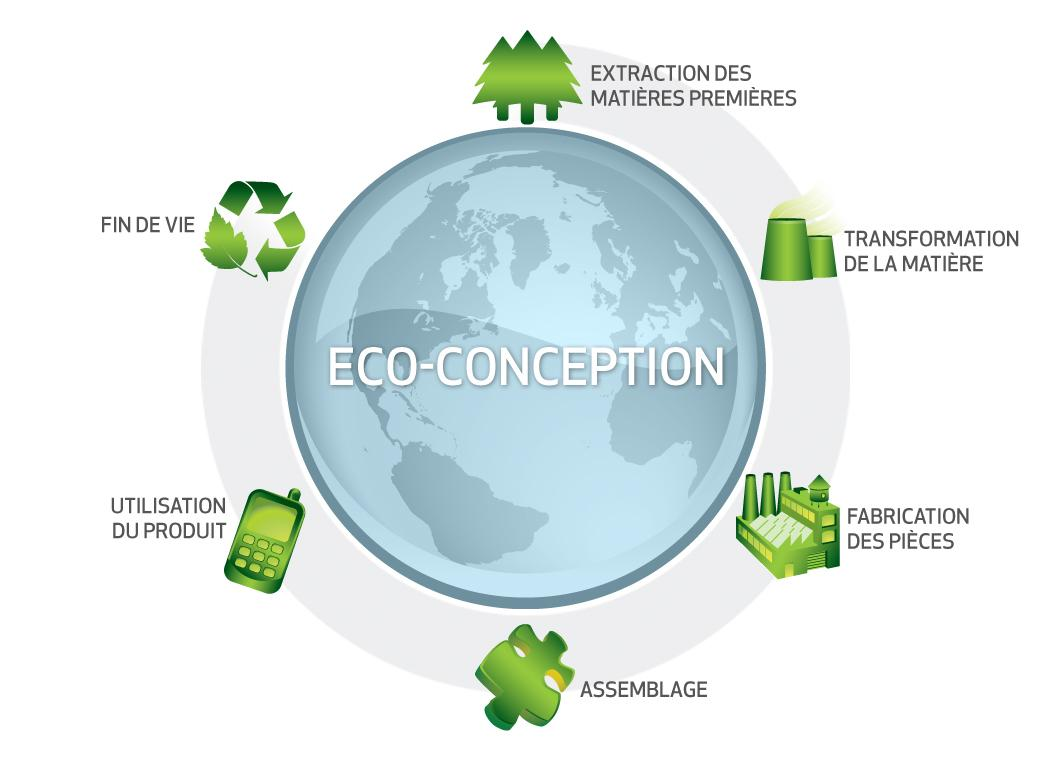 EXTRACTION DES
MATIÈRES PREMIÈRES
TRANSFORMATION
DE LA MATIÈRE
FABRICATION
DES PIÈCES
ASSEMBLAGE
UTILISATION
DU PRODUIT
FIN DE VIE
ECO-CONCEPTION